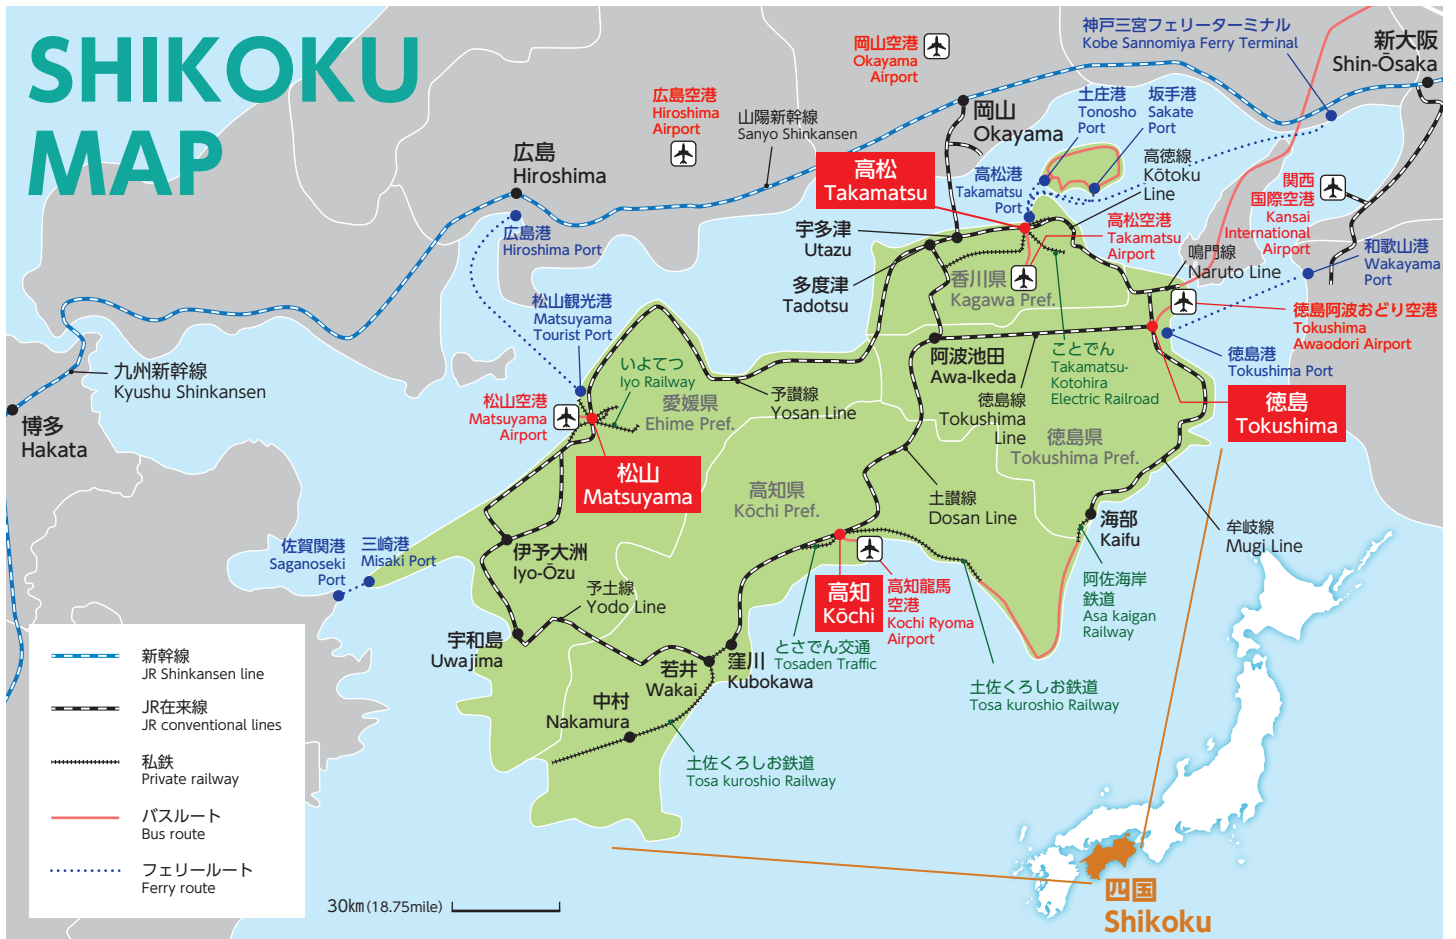 SHIKOKU
MAP
神戸三宮フェリーターミナル
Kobe Sannomiya Ferry Terminal
新大阪
Shin-Ōsaka
岡山空港
Okayama
Airport
広島空港
Hiroshima
Airport
山陽新幹線
Sanyo Shinkansen
岡山
Okayama
土庄港
Tonosho
Port
坂手港
Sakate
Port
広島
Hiroshima
高松
Takamatsu
高松港
Takamatsu
Port
高徳線
Kōtoku
Line
関西
国際空港
Kansai
International
Airport
広島港
Hiroshima Port
宇多津
Utazu
高松空港
Takamatsu
Airport
鳴門線
Naruto Line
和歌山港
Wakayama
Port
多度津
Tadotsu
香川県
Kagawa Pref.
松山観光港
Matsuyama
Tourist Port
徳島阿波おどり空港
Tokushima
Awaodori Airport
九州新幹線
Kyushu Shinkansen
いよてつ
Iyo Railway
阿波池田
Awa-Ikeda
ことでん
Takamatsu-
Kotohira
Electric Railroad
徳島港
Tokushima Port
松山空港
Matsuyama
Airport
愛媛県
Ehime Pref.
予讃線
Yosan Line
徳島線
Tokushima
Line
徳島
Tokushima
博多
Hakata
徳島県
Tokushima Pref.
松山
Matsuyama
高知県
Kōchi Pref.
土讃線
Dosan Line
海部
Kaifu
牟岐線
Mugi Line
佐賀関港
Saganoseki
Port
三崎港
Misaki Port
伊予大洲
Iyo-Ōzu
予土線
Yodo Line
高知
Kōchi
高知龍馬
空港
Kochi Ryoma
Airport
阿佐海岸
鉄道
Asa kaigan
Railway
宇和島
Uwajima
若井
Wakai
窪川
Kubokawa
とさでん交通
Tosaden Traffic
土佐くろしお鉄道
Tosa kuroshio Railway
中村
Nakamura
土佐くろしお鉄道
Tosa kuroshio Railway
新幹線
JR Shinkansen line
JR在来線
JR conventional lines
私鉄
Private railway
バスルート
Bus route
フェリールート
Ferry route
30km(18.75mile)
四国
Shikoku